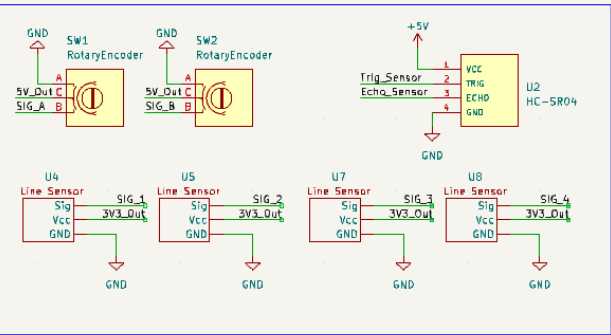 GND
SW1
RotaryEncoder
A
5V_Out C
SIG_A B
GND
SW2
RotaryEncoder
A
5V_Out C
SIG_B B
+5V
1 VCC
Trig_Sensor 2 TRIG
Echo_Sensor 3 ECHO
4 GND
U2
HC-SR04
GND
U4
Line Sensor
Sig SIG_1
Vcc 3V3_Out
GND
GND
U5
Line Sensor
Sig SIG_2
Vcc 3V3_Out
GND
GND
U7
Line Sensor
Sig SIG_3
Vcc 3V3_Out
GND
GND
U8
Line Sensor
Sig SIG_4
Vcc 3V3_Out
GND
GND